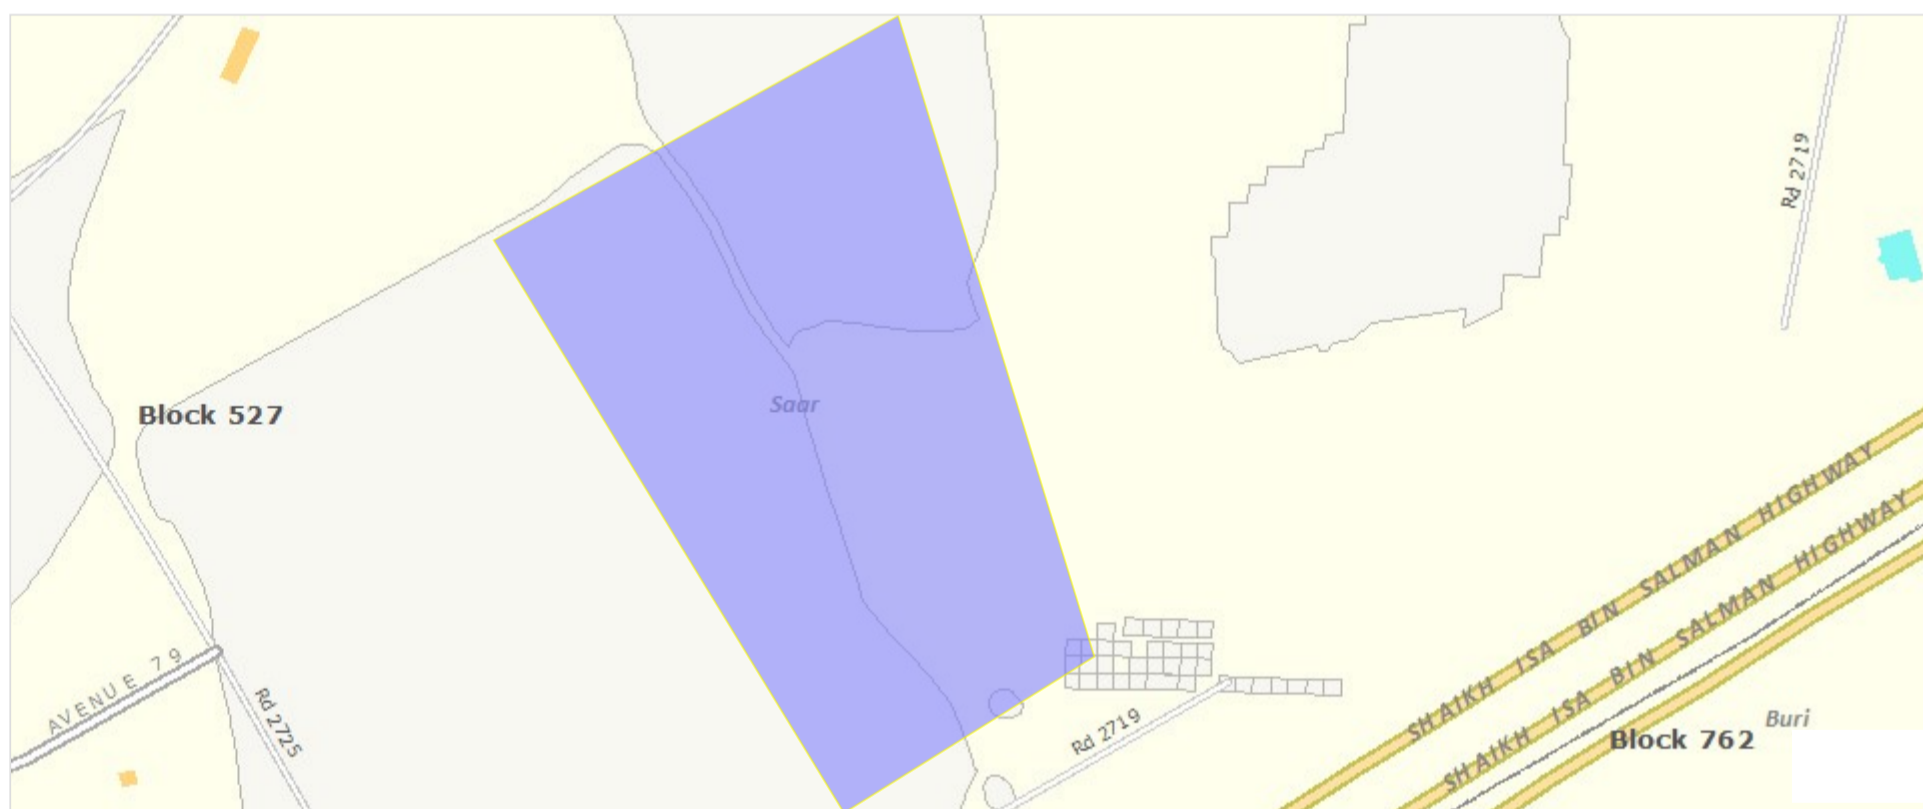 Rd 2719
Block 527
Saar
SHAIKH ISA BIN SALMAN HIGHWAY
SHAIKH ISA BIN SALMAN HIGHWAY
AVENUE 79
Rd 2725
Rd 2719
Buri
Block 762